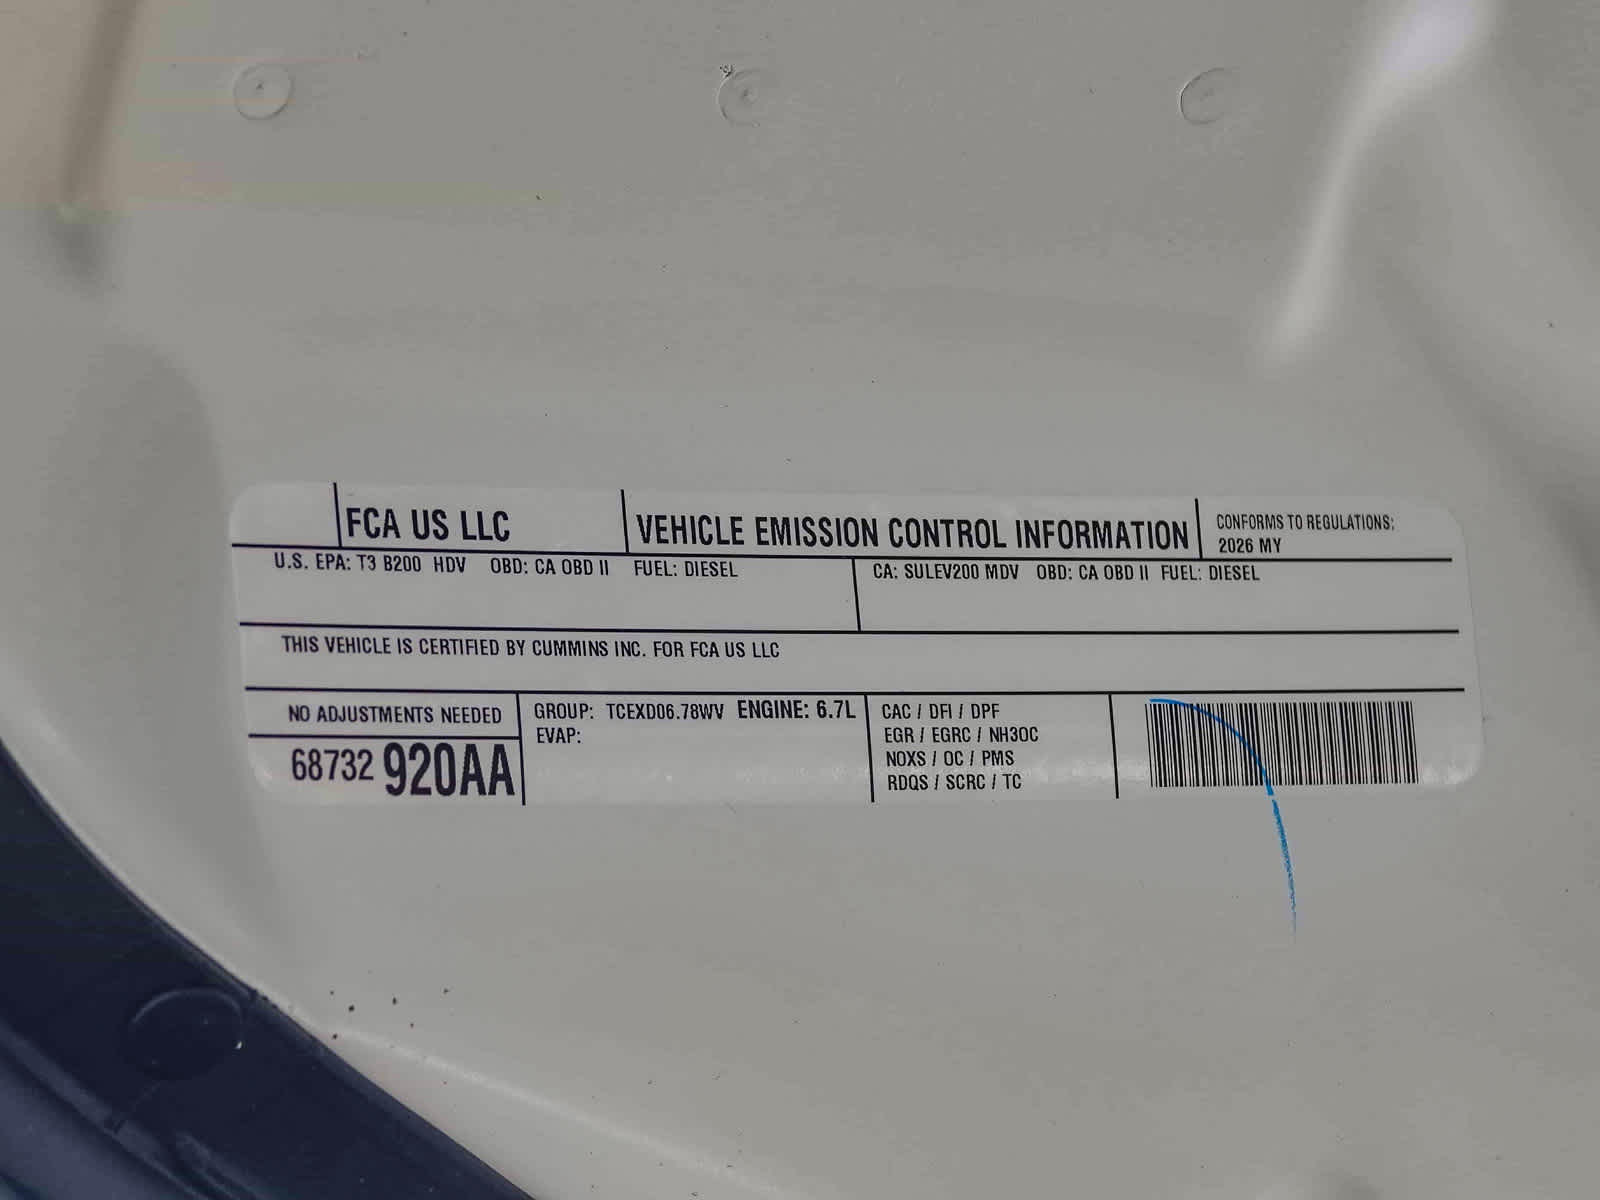 FCA US LLC
VEHICLE EMISSION CONTROL INFORMATION
CONFORMS TO REGULATIONS:
2026 MY
U.S. EPA: T3 B200 HDV OBD: CA OBD II FUEL: DIESEL
CA: SULEV200 MDV OBD: CA OBD II FUEL: DIESEL
THIS VEHICLE IS CERTIFIED BY CUMMINS INC. FOR FCA US LLC
NO ADJUSTMENTS NEEDED
68732 920AA
GROUP: TCEXD06.78WV ENGINE: 6.7L
EVAP:
CAC / DFI / DPF
EGR / EGRC / NH3OC
NOXS / OC / PMS
RDQS / SCRC / TC